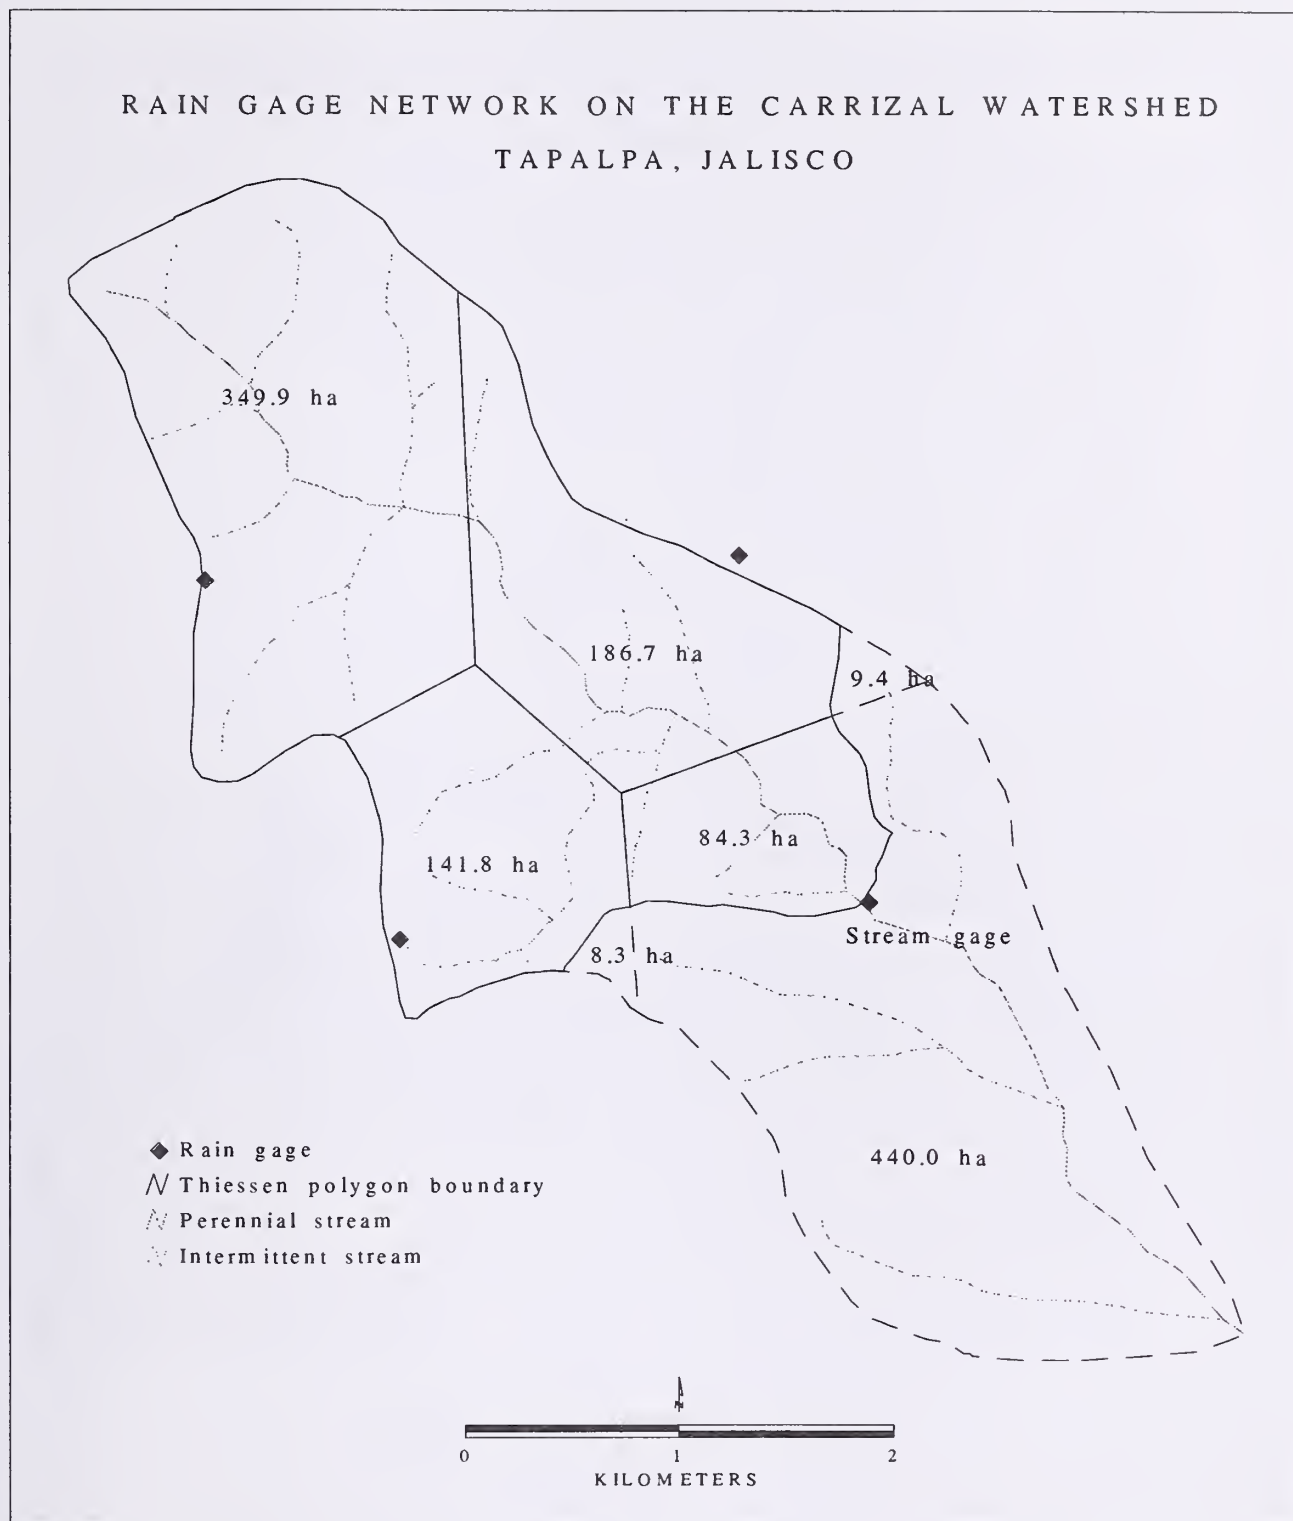 RAIN GAGE NETWORK ON THE CARRIZAL WATERSHED
TAPALPA, JALISCO
349.9 ha
186.7 ha
9.4 ha
84.3 ha
141.8 ha
Stream gage
8.3 ha
440.0 ha
Rain gage
Thiessen polygon boundary
Perennial stream
Intermittent stream
0 1 2
KILOMETERS